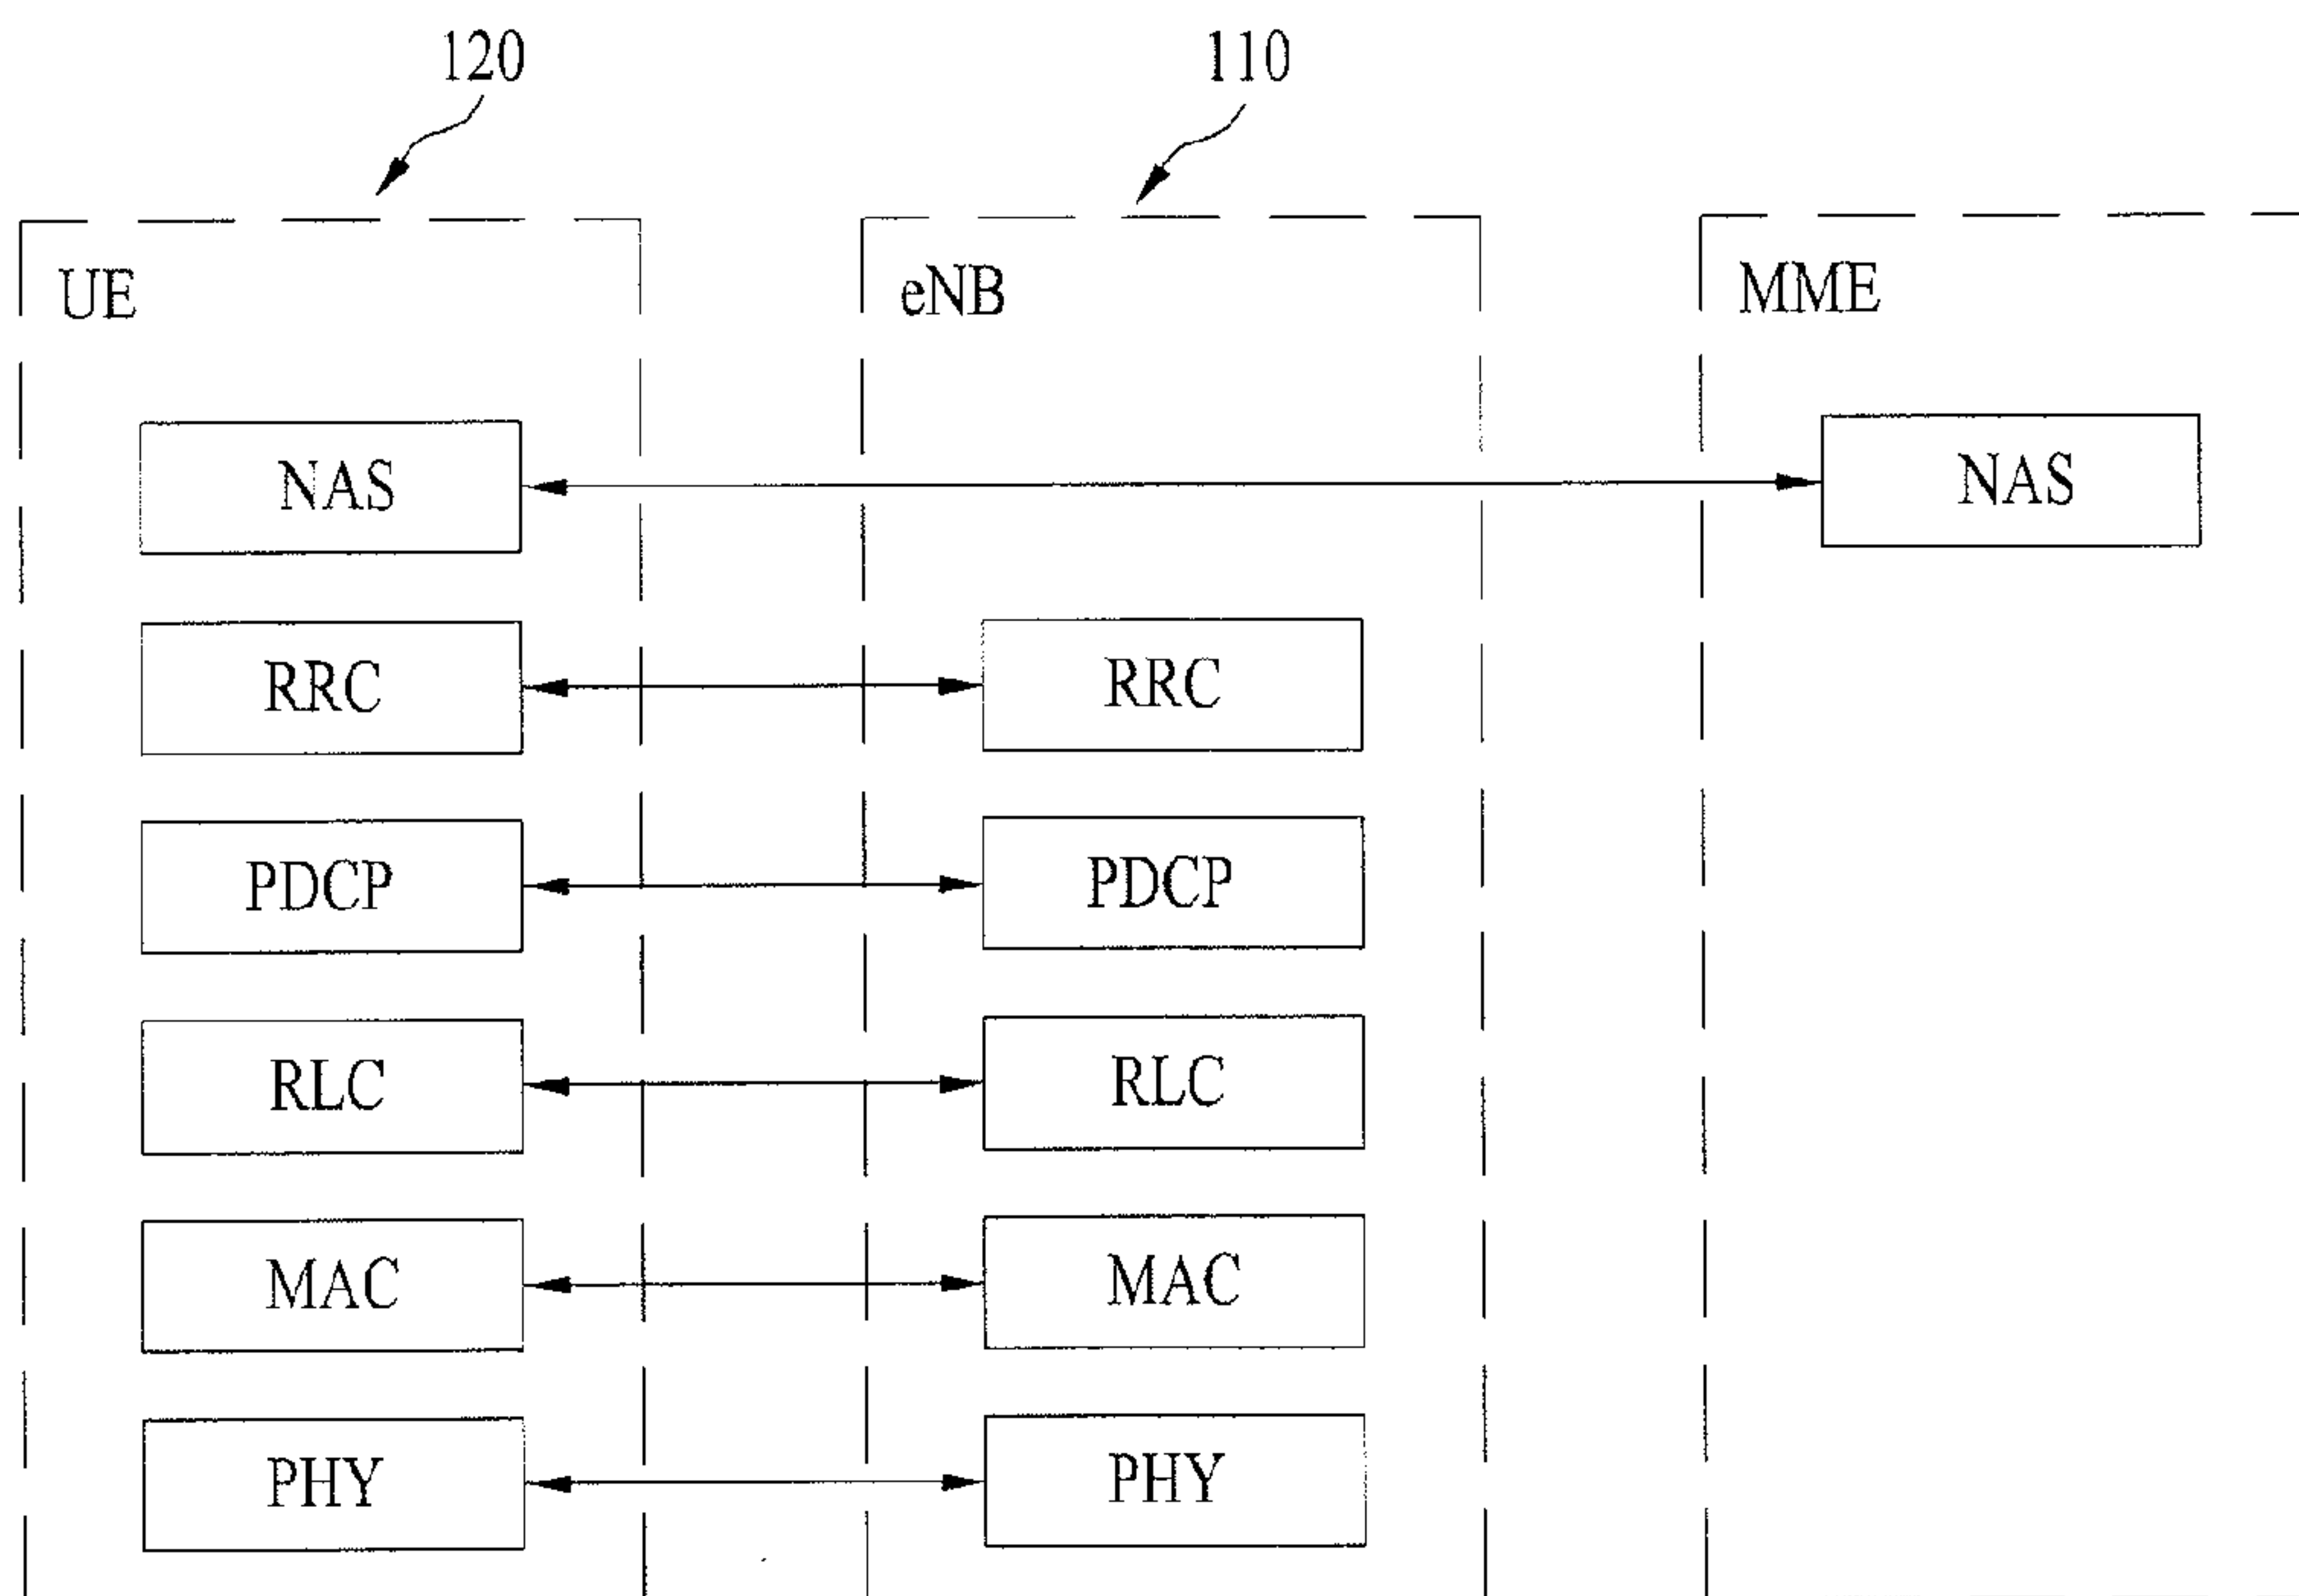 120 110
UE eNB MME
NAS NAS
RRC RRC
PDCP PDCP
RLC RLC
MAC MAC
PHY PHY